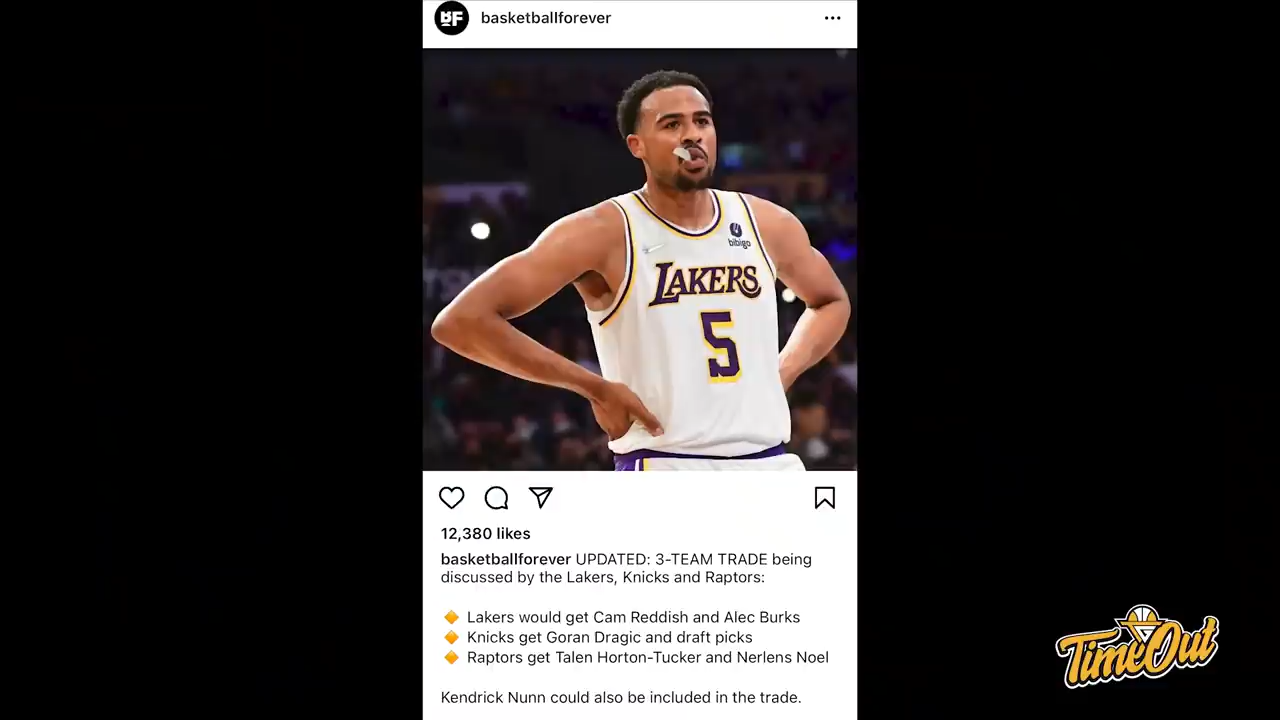 BF
basketballforever
bibigo
LAKERS
5
12,380 likes
basketballforever UPDATED: 3-TEAM TRADE being
discussed by the Lakers, Knicks and Raptors:
Lakers would get Cam Reddish and Alec Burks
Knicks get Goran Dragic and draft picks
Raptors get Talen Horton-Tucker and Nerlens Noel
Kendrick Nunn could also be included in the trade.
TimeOut